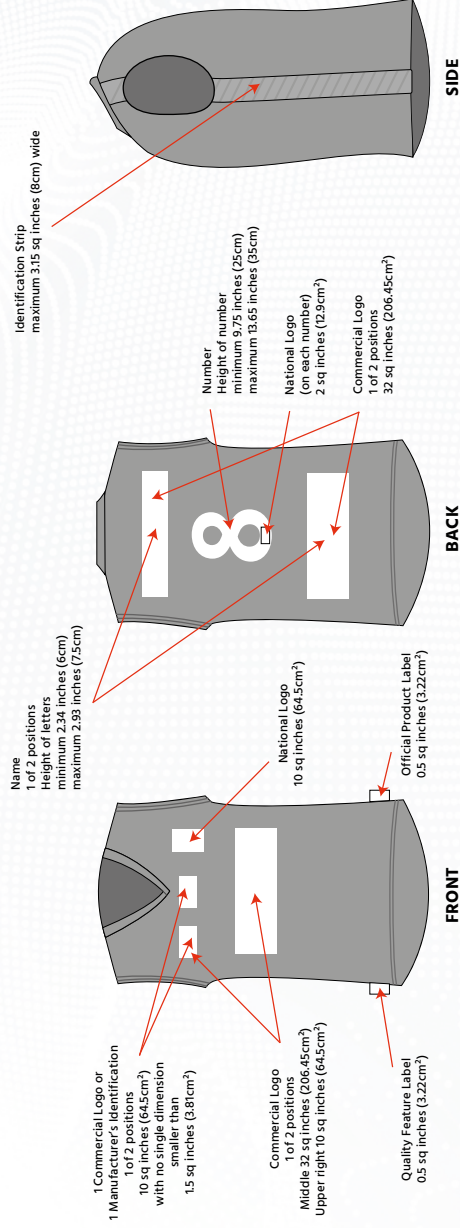 1 Commercial Logo or
1 Manufacturer's Identification
1 of 2 positions
10 sq inches (64.5cm²)
with no single dimension
smaller than
1.5 sq inches (3.81cm²)
Commercial Logo
1 of 2 positions
Middle 32 sq inches (206.45cm²)
Upper right 10 sq inches (64.5cm²)
Quality Feature Label
0.5 sq inches (3.22cm²)
National Logo
10 sq inches (64.5cm²)
Official Product Label
0.5 sq inches (3.22cm²)
FRONT
Name
1 of 2 positions
Height of letters
minimum 2.34 inches (6cm)
maximum 2.93 inches (7.5cm)
8
Number
Height of number
minimum 9.75 inches (25cm)
maximum 13.65 inches (35cm)
National Logo
(on each number)
2 sq inches (12.9cm²)
Commercial Logo
1 of 2 positions
32 sq inches (206.45cm²)
BACK
Identification Strip
maximum 3.15 sq inches (8cm) wide
SIDE